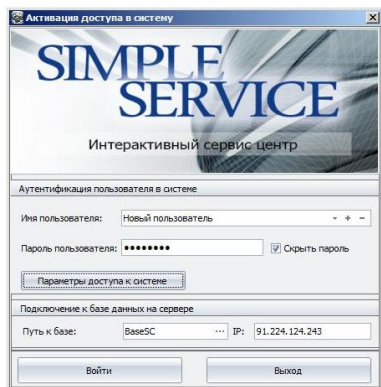 Активация доступа в систему
SIMPLE
SERVICE
Интерактивный сервис центр
Аутентификация пользователя в системе
Имя пользователя: Новый пользователь
Пароль пользователя: •••••••• Скрыть пароль
Параметры доступа к системе
Подключение к базе данных на сервере
Путь к базе: BaseSC ... IP: 91.224.124.243
Войти Выход